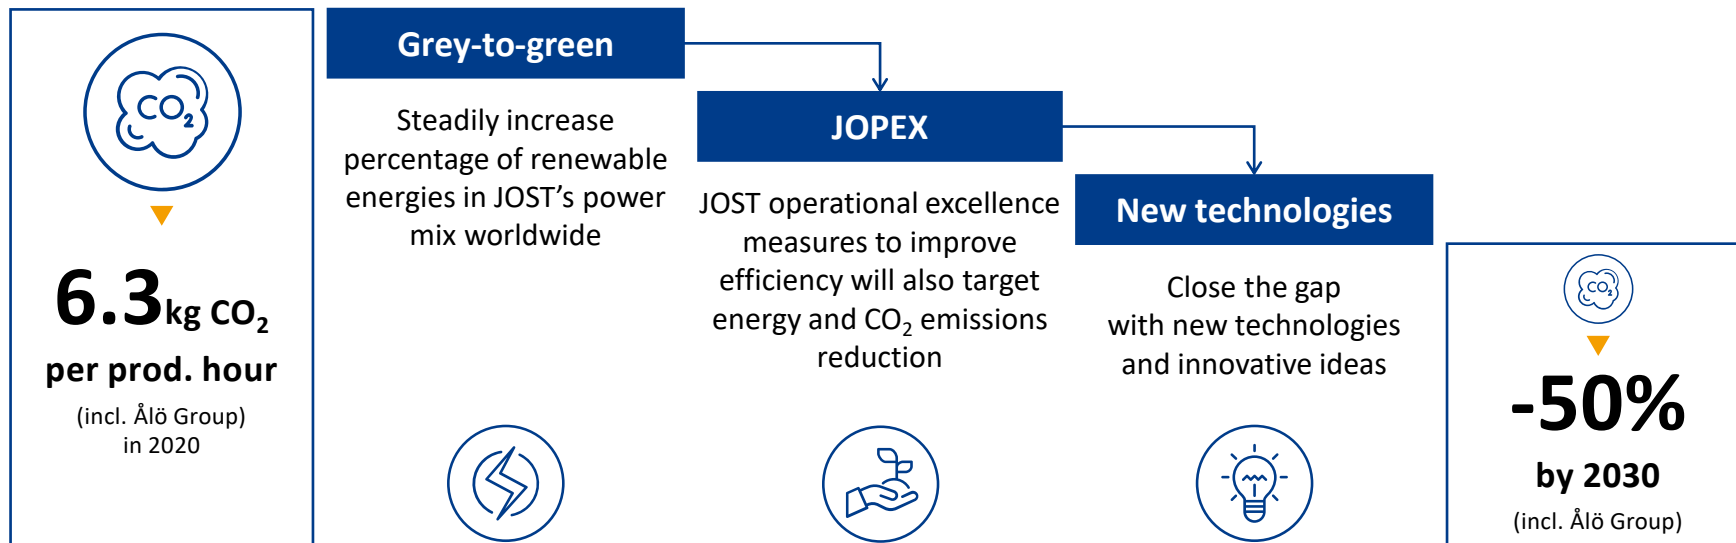 CO2
6.3 kg CO2
per prod. hour
(incl. Ålö Group)
in 2020
Grey-to-green
Steadily increase
percentage of renewable
energies in JOST’s power
mix worldwide
JOPEX
JOST operational excellence
measures to improve
efficiency will also target
energy and CO2 emissions
reduction
New technologies
Close the gap
with new technologies
and innovative ideas
CO2
-50%
by 2030
(incl. Ålö Group)